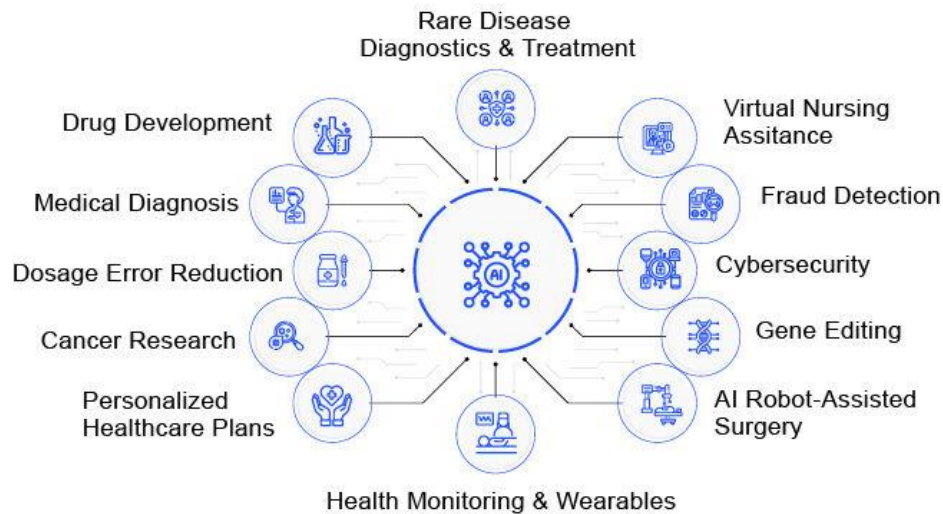 Rare Disease
Diagnostics & Treatment
Drug Development
Virtual Nursing
Assitance
Medical Diagnosis
Fraud Detection
Dosage Error Reduction
AI
Cybersecurity
Cancer Research
Gene Editing
Personalized
Healthcare Plans
AI Robot-Assisted
Surgery
Health Monitoring & Wearables